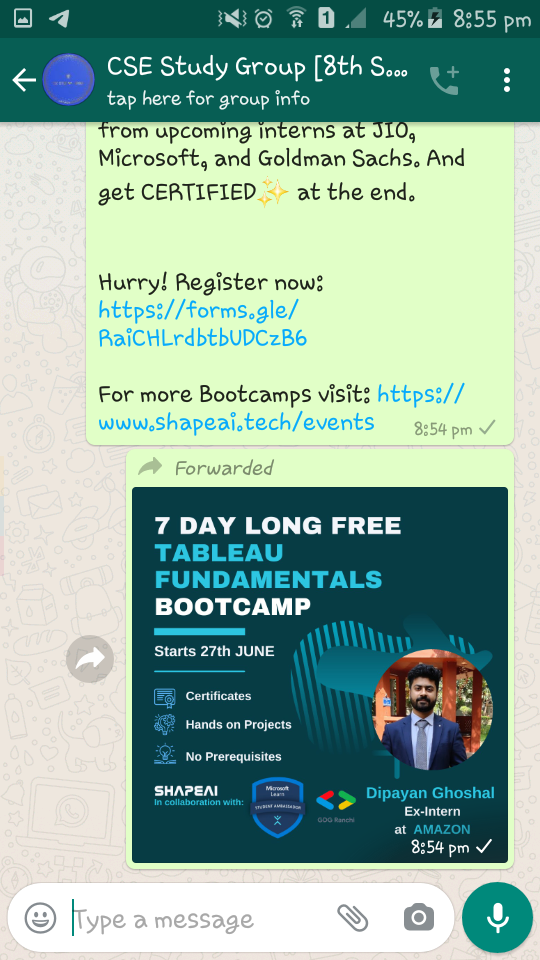 1
45%
8:55 pm
CSE Study Group [8th S...
tap here for group info
from upcoming interns at JIO,
Microsoft, and Goldman Sachs. And
get CERTIFIED✨ at the end.
Hurry! Register now:
https://forms.gle/
RaiCHLrdbtbUDCzB6
For more Bootcamps visit: https://
www.shapeai.tech/events
8:54 pm
Forwarded
7 DAY LONG FREE
TABLEAU
FUNDAMENTALS
BOOTCAMP
Starts 27th JUNE
Certificates
Hands on Projects
No Prerequisites
SHAPEAI
In collaboration with:
Microsoft
Learn
STUDENT AMBASSADOR
GDG Ranchi
Dipayan Ghoshal
Ex-Intern
at AMAZON
8:54 pm
Type a message